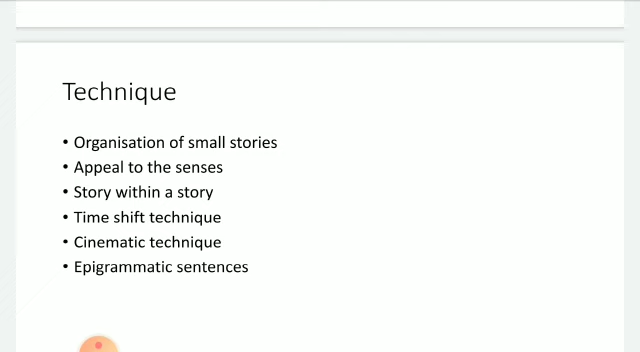 Technique
• Organisation of small stories
• Appeal to the senses
• Story within a story
• Time shift technique
• Cinematic technique
• Epigrammatic sentences